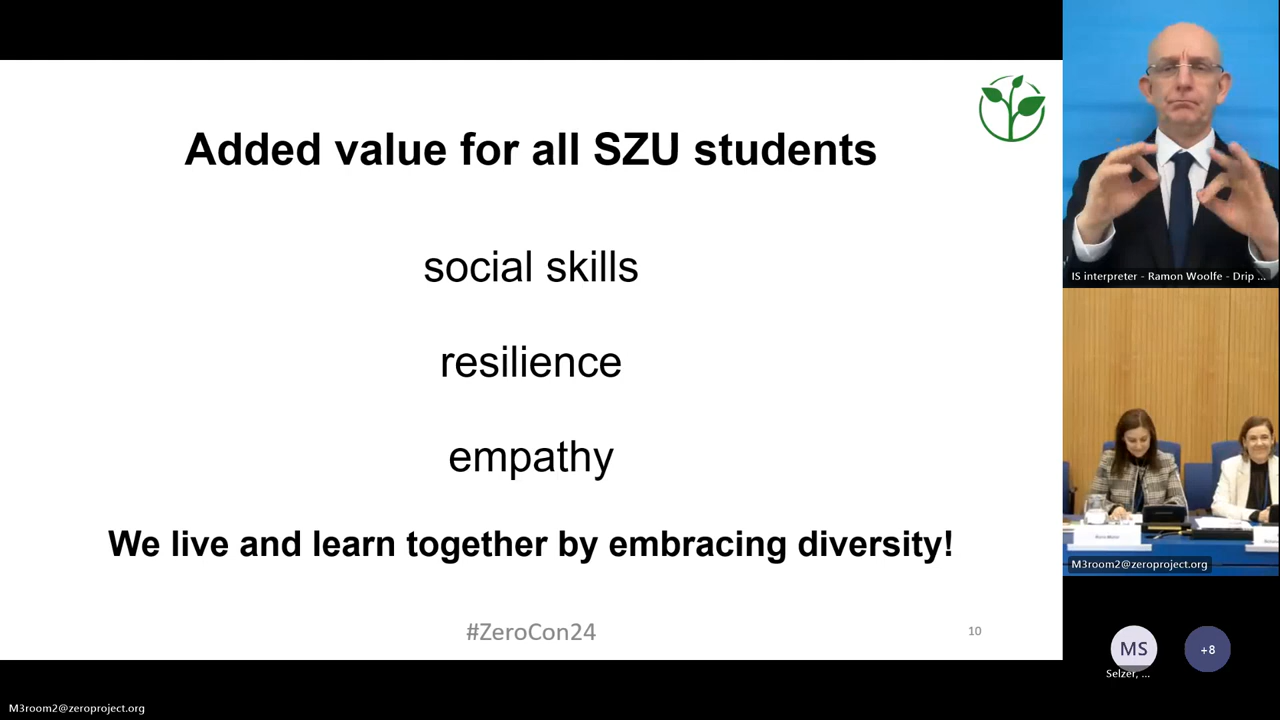 Added value for all SZU students
social skills
resilience
empathy
We live and learn together by embracing diversity!
#ZeroCon24
10
IS interpreter - Ramon Woolfe - Drip ...
M3room2@zeroproject.org
MS
+8
Selzer, ...
M3room2@zeroproject.org